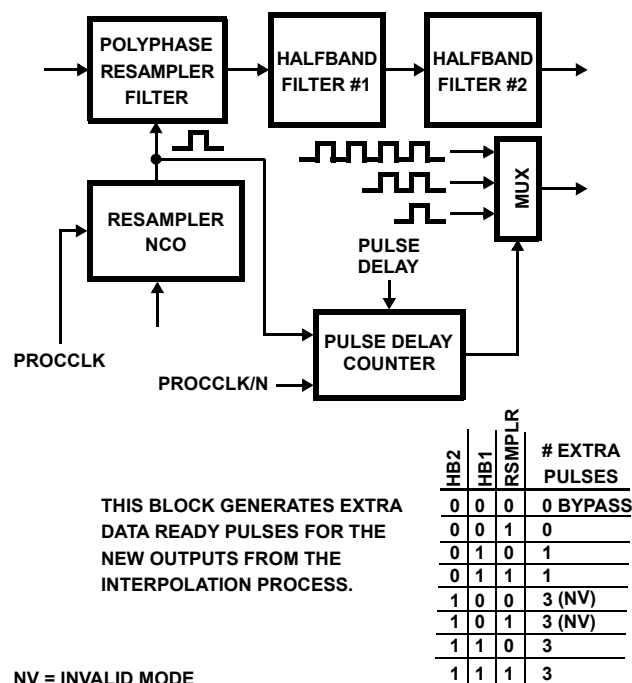 POLYPHASE
RESAMPLER
FILTER
HALFBAND
FILTER #1
HALFBAND
FILTER #2
MUX
RESAMPLER
NCO
PULSE
DELAY
PULSE DELAY
COUNTER
PROCCLK
PROCCLK/N
THIS BLOCK GENERATES EXTRA
DATA READY PULSES FOR THE
NEW OUTPUTS FROM THE
INTERPOLATION PROCESS.
HB2 HB1 RSMPLR # EXTRA PULSES
0 0 0 0 BYPASS
0 0 1 0
0 1 0 1
0 1 1 1
1 0 0 3 (NV)
1 0 1 3 (NV)
1 1 0 3
1 1 1 3
NV = INVALID MODE